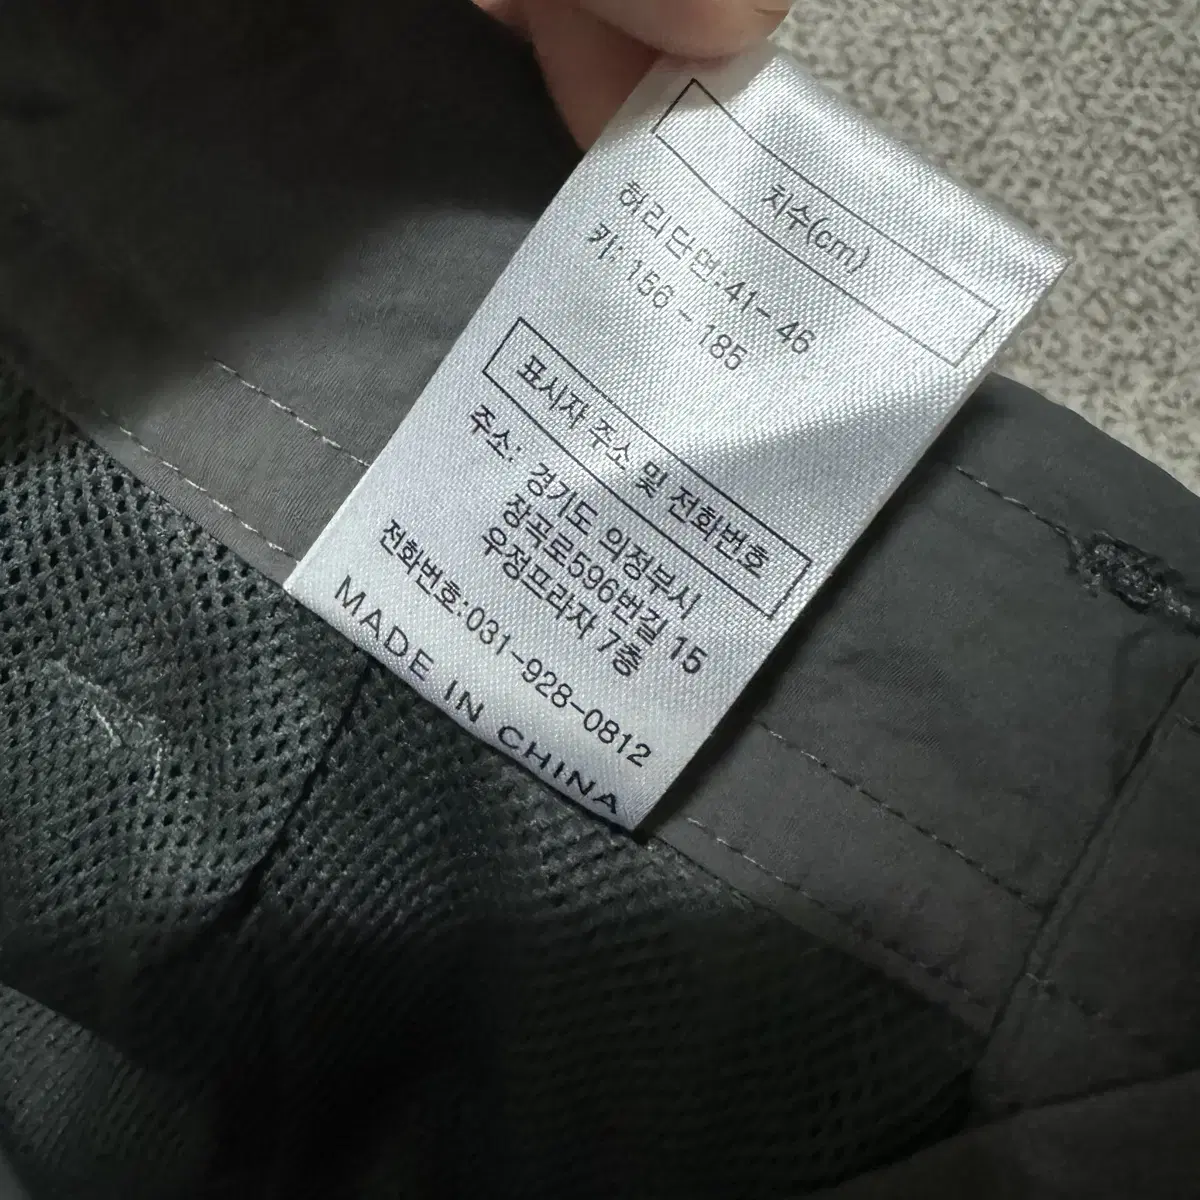 치수(cm)
허리단면:41- 46
키: 166 - 185
표시자 주소 및 전화번호
주소: 경기도 의정부시
장곡로596번길 15
우정프라자 7층
전화번호:031-928-0812
MADE IN CHINA